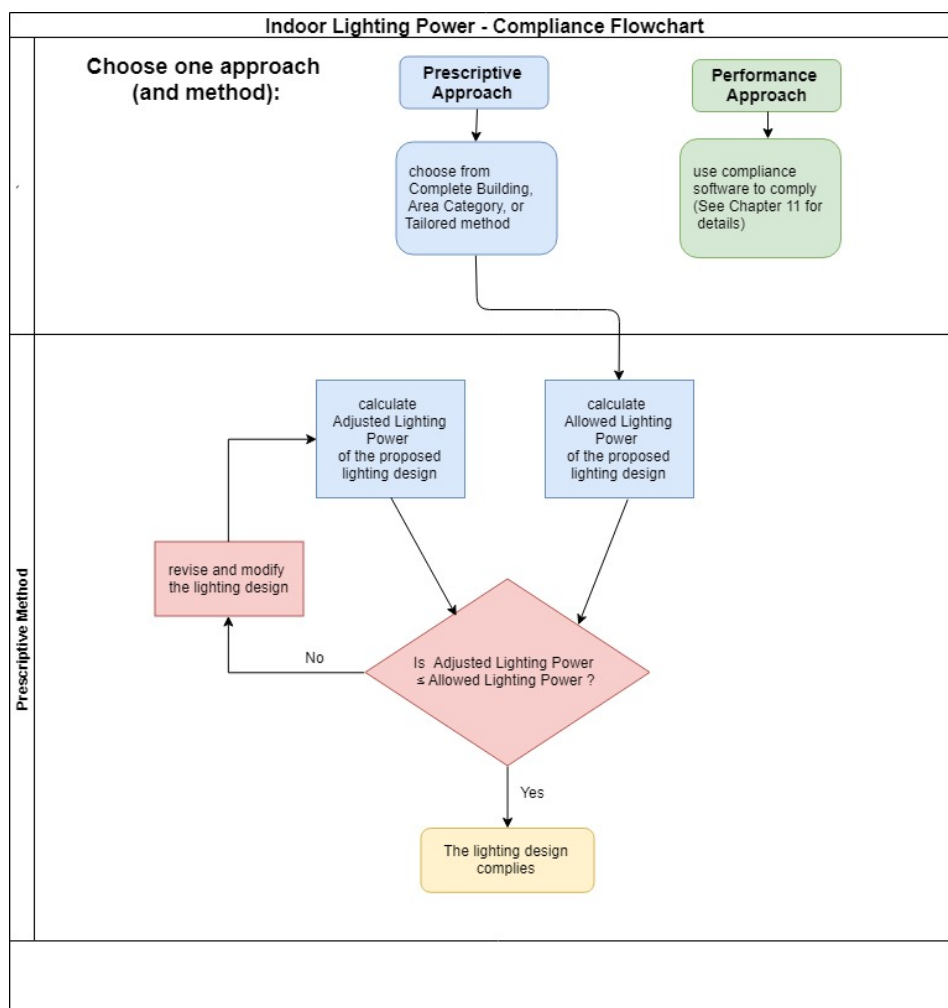 Indoor Lighting Power - Compliance Flowchart
Choose one approach
(and method):
Prescriptive
Approach
Performance
Approach
choose from
Complete Building,
Area Category, or
Tailored method
use compliance
software to comply
(See Chapter 11 for
details)
Prescriptive Method
calculate
Adjusted Lighting
Power
of the proposed
lighting design
calculate
Allowed Lighting
Power
of the proposed
lighting design
revise and modify
the lighting design
No
Is Adjusted Lighting Power
≤ Allowed Lighting Power ?
Yes
The lighting design
complies